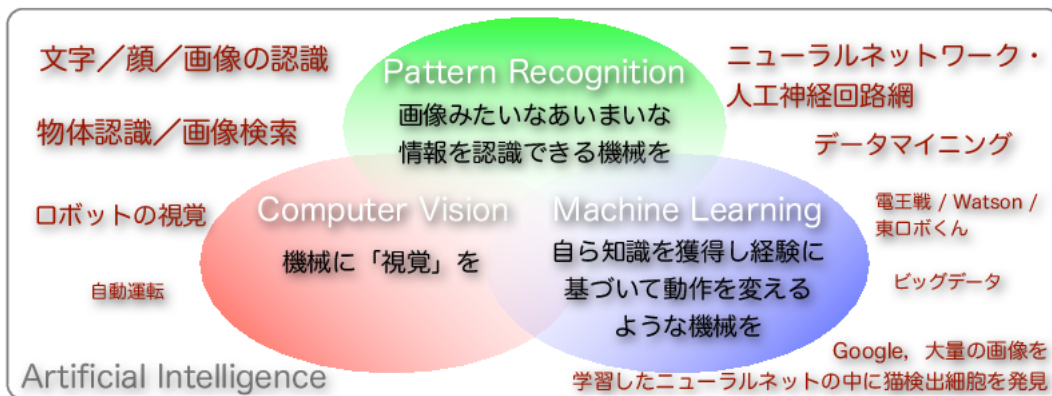 文字／顔／画像の認識
物体認識／画像検索
ロボットの視覚
自動運転
Pattern Recognition
画像みたいなあいまいな
情報を認識できる機械を
Computer Vision
機械に「視覚」を
Machine Learning
自ら知識を獲得し経験に
基づいて動作を変える
ような機械を
ニューラルネットワーク・
人工神経回路網
データマイニング
電王戦 / Watson /
東ロボくん
ビッグデータ
Google，大量の画像を
学習したニューラルネットの中に猫検出細胞を発見
Artificial Intelligence